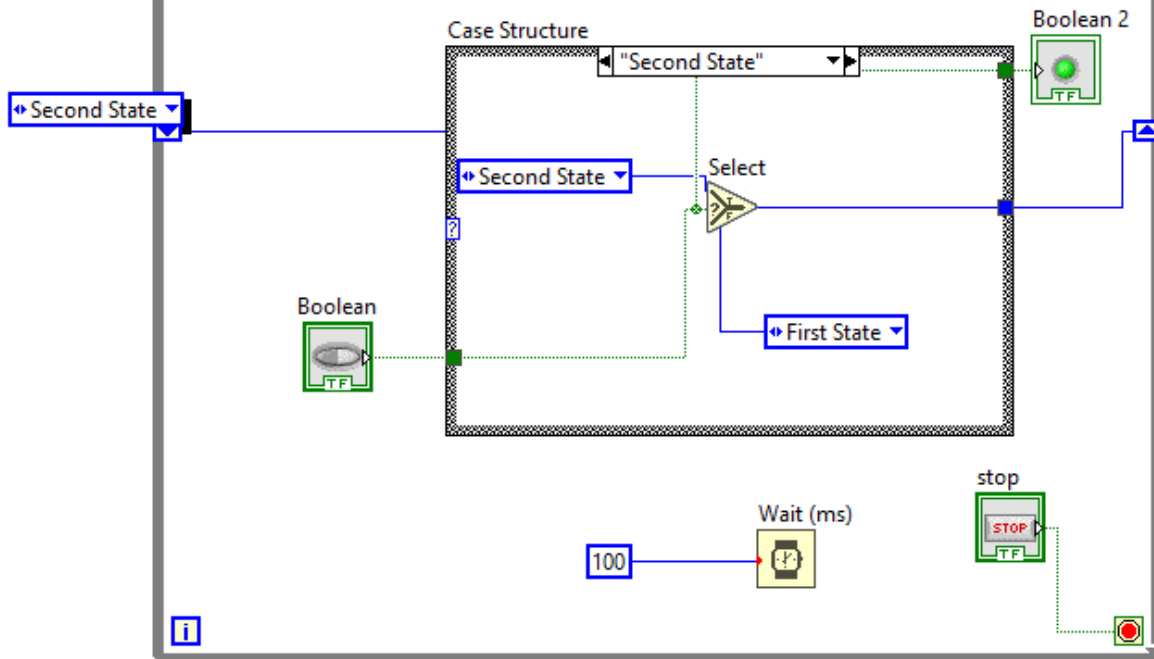 Boolean 2
Case Structure
"Second State"
TF
Second State
Second State
Select
?
T
F
?
Boolean
TF
First State
stop
STOP
TF
Wait (ms)
100
i